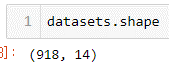 1 datasets.shape
]: (918, 14)